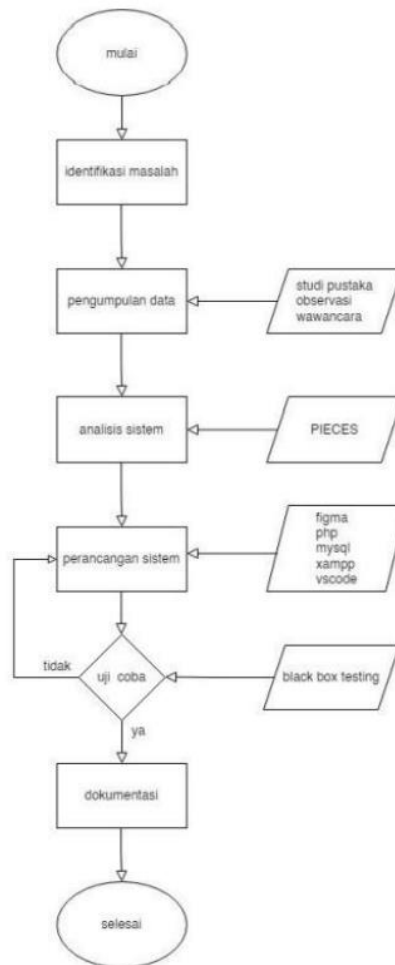 mulai
identifikasi masalah
pengumpulan data
studi pustaka
observasi
wawancara
analisis sistem
PIECES
perancangan sistem
figma
php
mysql
xampp
vscode
tidak
uji coba
black box testing
ya
dokumentasi
selesai